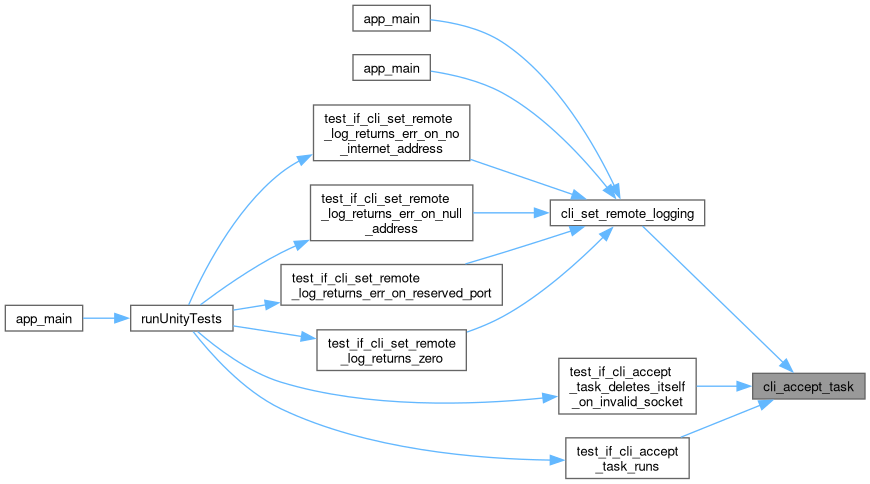 app_main
app_main
test_if_cli_set_remote
_log_returns_err_on_no
_internet_address
test_if_cli_set_remote
_log_returns_err_on_null
_address
cli_set_remote_logging
test_if_cli_set_remote
_log_returns_err_on_reserved_port
app_main
runUnityTests
test_if_cli_set_remote
_log_returns_zero
test_if_cli_accept
_task_deletes_itself
_on_invalid_socket
cli_accept_task
test_if_cli_accept
_task_runs